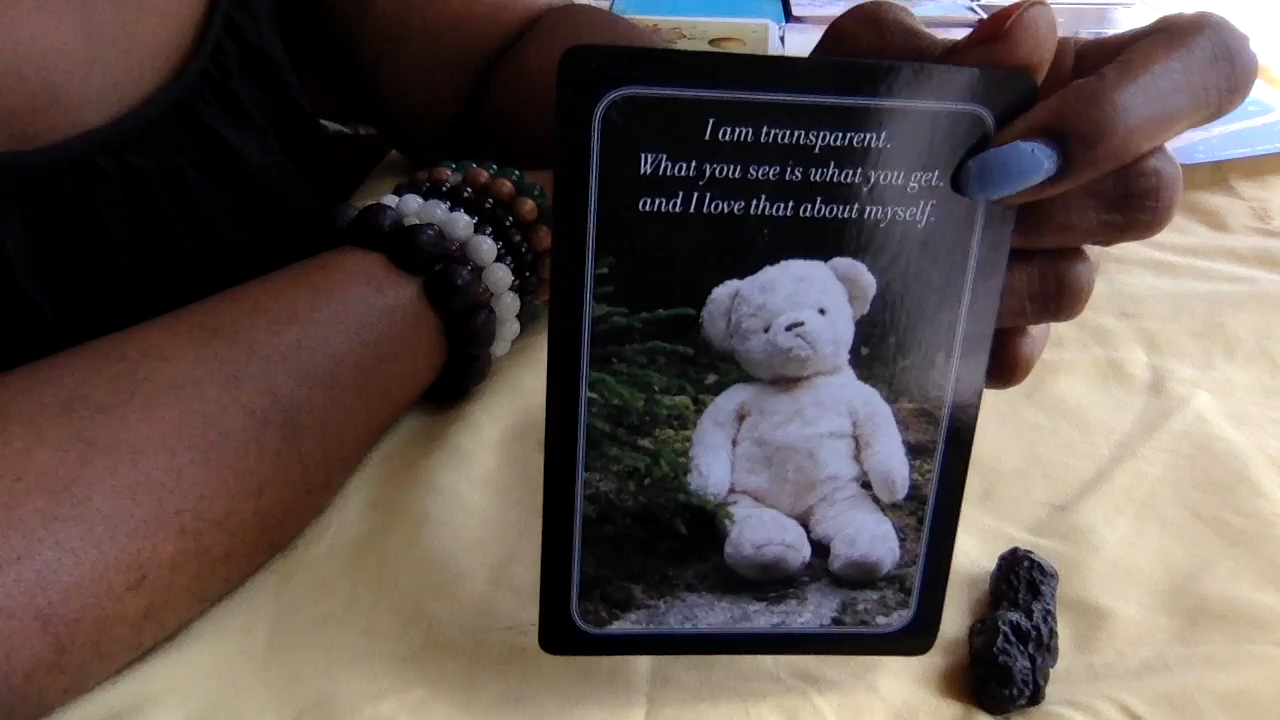 I am transparent.
What you see is what you get.
and I love that about myself.